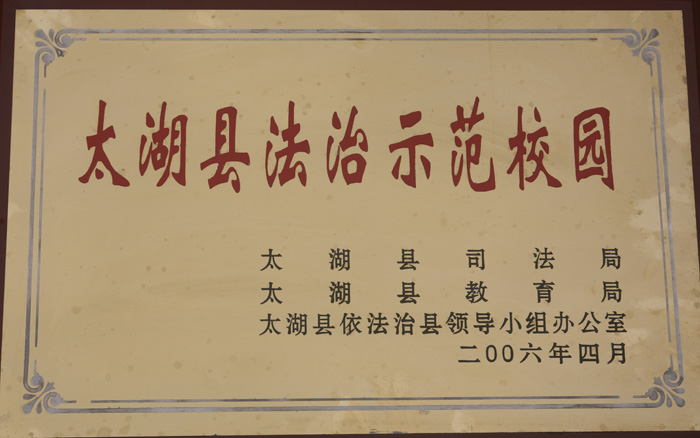 太湖县法治示范校园
太湖县司法局
太湖县教育局
太湖县依法治县领导小组办公室
二00六年四月